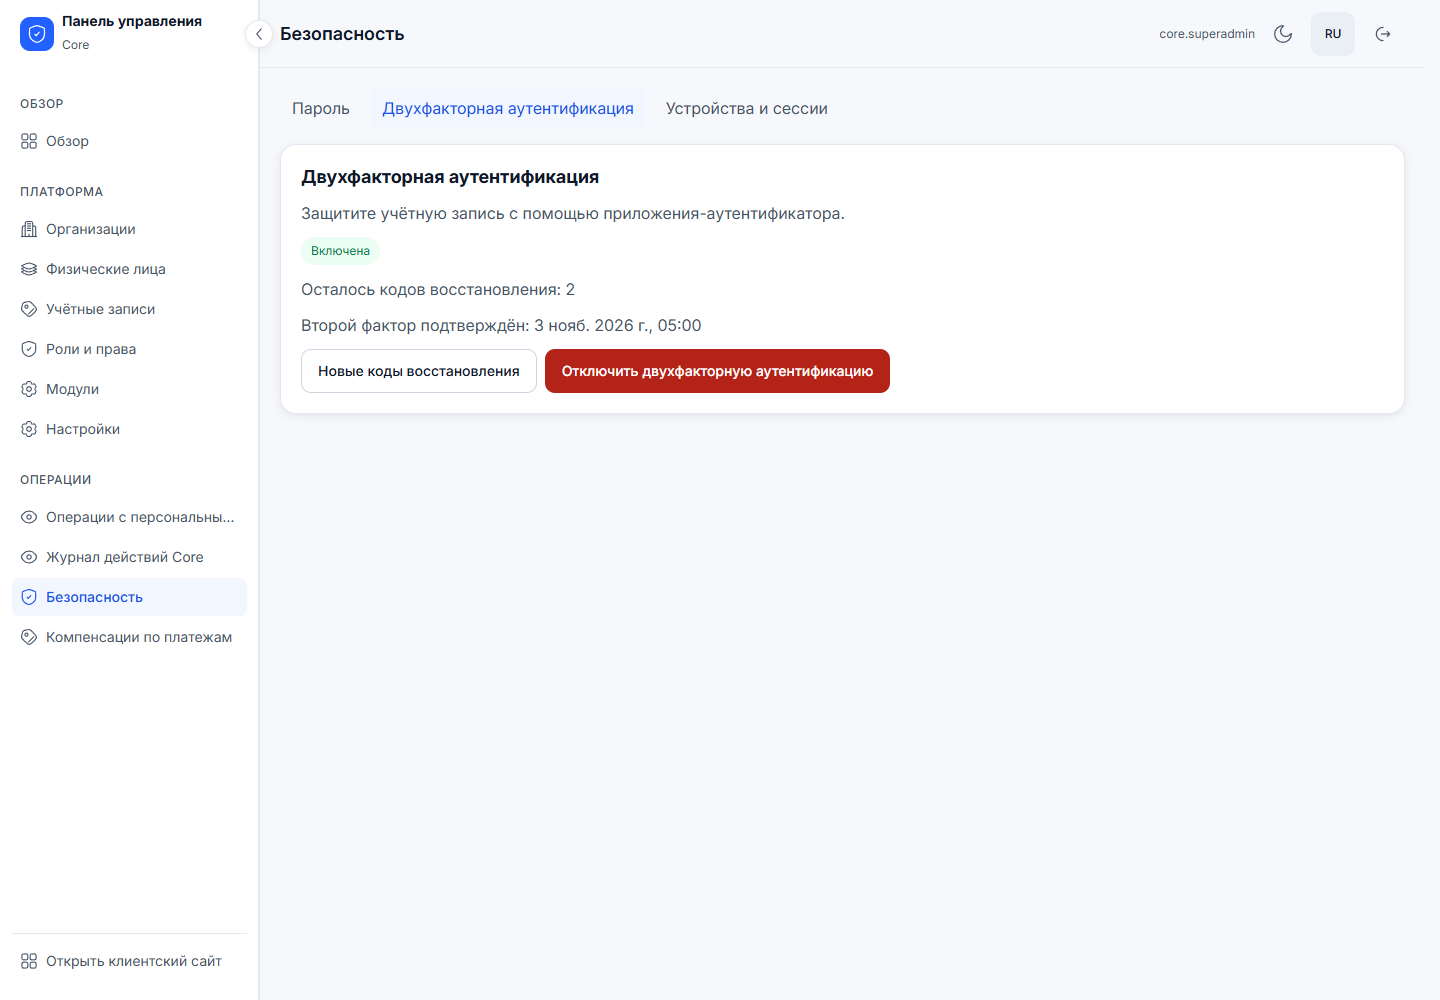 Панель управления
Core
Безопасность
core.superadmin
RU
ОБЗОР
Обзор
ПЛАТФОРМА
Организации
Физические лица
Учётные записи
Роли и права
Модули
Настройки
ОПЕРАЦИИ
Операции с персональны...
Журнал действий Core
Безопасность
Компенсации по платежам
Открыть клиентский сайт
Пароль
Двухфакторная аутентификация
Устройства и сессии
Двухфакторная аутентификация
Защитите учётную запись с помощью приложения-аутентификатора.
Включена
Осталось кодов восстановления: 2
Второй фактор подтверждён: 3 нояб. 2026 г., 05:00
Новые коды восстановления
Отключить двухфакторную аутентификацию